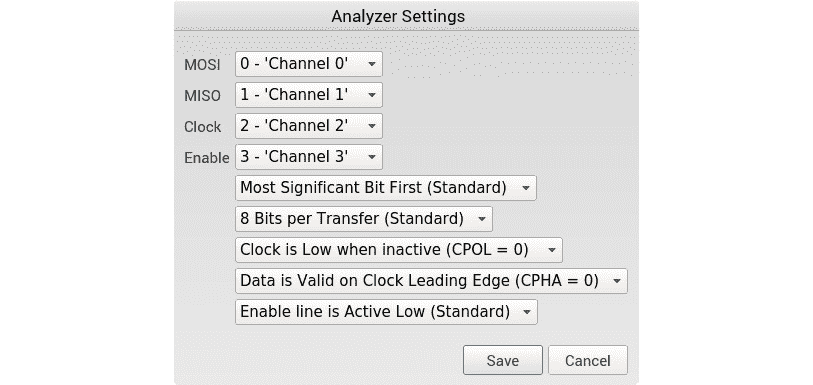 Analyzer Settings
MOSI 0 - 'Channel 0'
MISO 1 - 'Channel 1'
Clock 2 - 'Channel 2'
Enable 3 - 'Channel 3'
Most Significant Bit First (Standard)
8 Bits per Transfer (Standard)
Clock is Low when inactive (CPOL = 0)
Data is Valid on Clock Leading Edge (CPHA = 0)
Enable line is Active Low (Standard)
Save Cancel